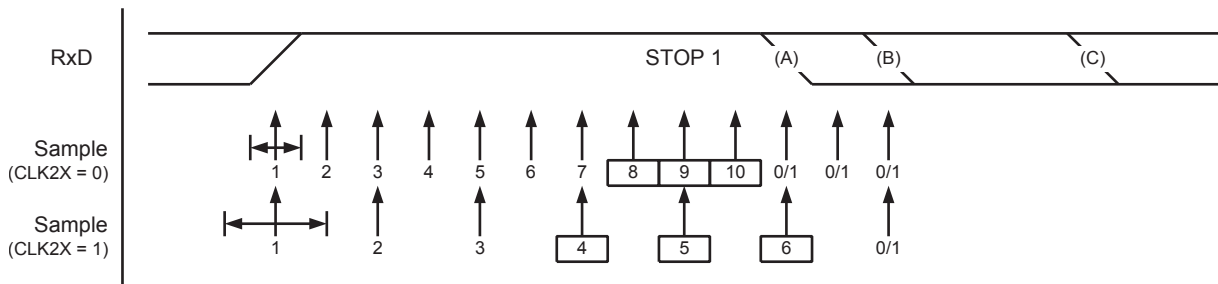 RxD STOP 1 (A) (B) (C)
Sample
(CLK2X = 0)
1 2 3 4 5 6 7 8 9 10 0/1 0/1 0/1
Sample
(CLK2X = 1)
1 2 3 4 5 6 0/1